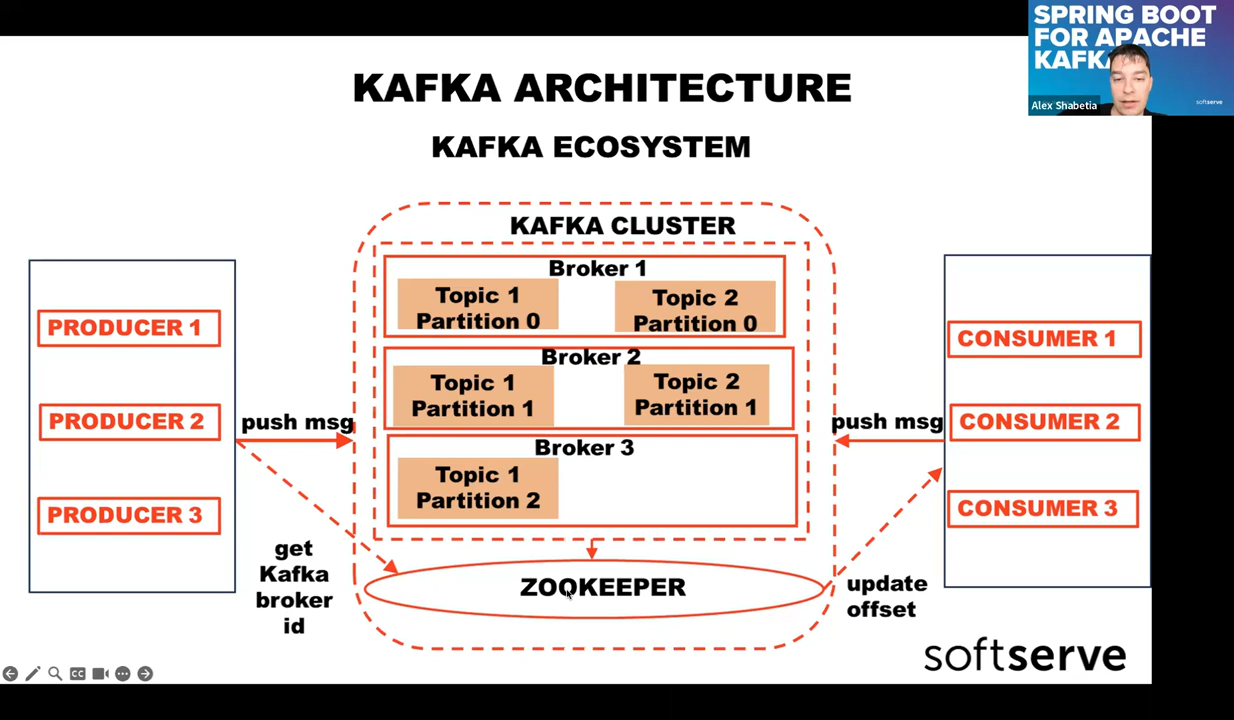 SPRING BOOT
FOR APACHE
KAFKA
Alex Shabetia
softserve
KAFKA ARCHITECTURE
KAFKA ECOSYSTEM
KAFKA CLUSTER
Broker 1
Topic 1
Partition 0
Topic 2
Partition 0
Broker 2
Topic 1
Partition 1
Topic 2
Partition 1
Broker 3
Topic 1
Partition 2
ZOOKEEPER
PRODUCER 1
PRODUCER 2
PRODUCER 3
push msg
get
Kafka
broker
id
CONSUMER 1
CONSUMER 2
CONSUMER 3
push msg
update
offset
softserve
CC